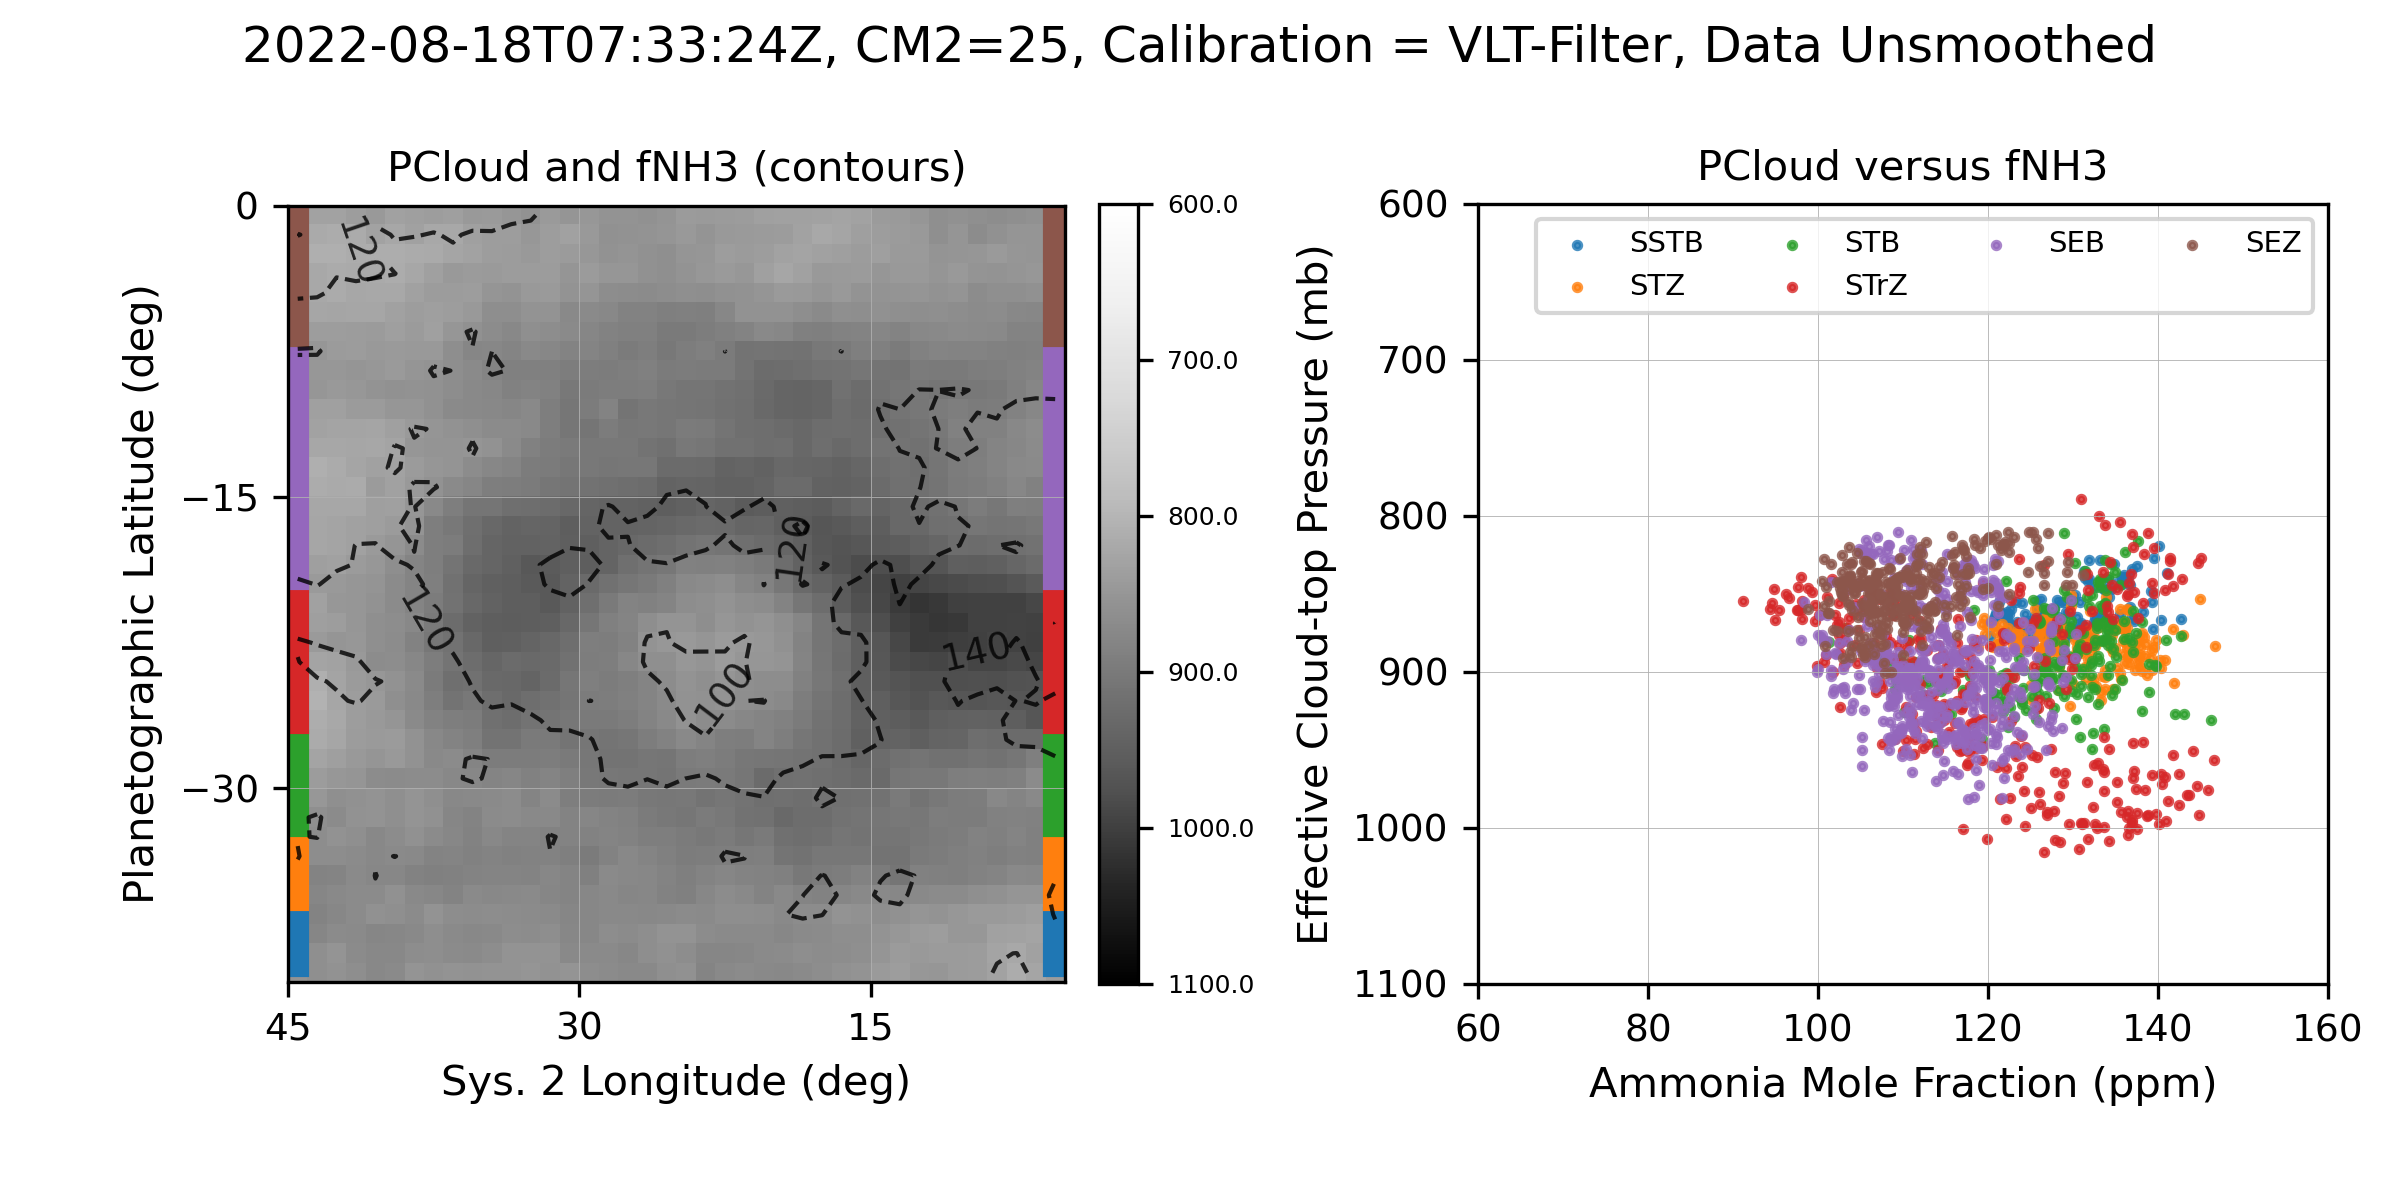 2022-08-18T07:33:24Z, CM2=25, Calibration = VLT-Filter, Data Unsmoothed
PCloud and fNH3 (contours)
Planetographic Latitude (deg)
0
−15
−30
45
30
15
Sys. 2 Longitude (deg)
120
120
120
100
140
600.0
700.0
800.0
900.0
1000.0
1100.0
PCloud versus fNH3
Effective Cloud-top Pressure (mb)
600
700
800
900
1000
1100
SSTB
STZ
STB
STrZ
SEB
SEZ
60
80
100
120
140
160
Ammonia Mole Fraction (ppm)